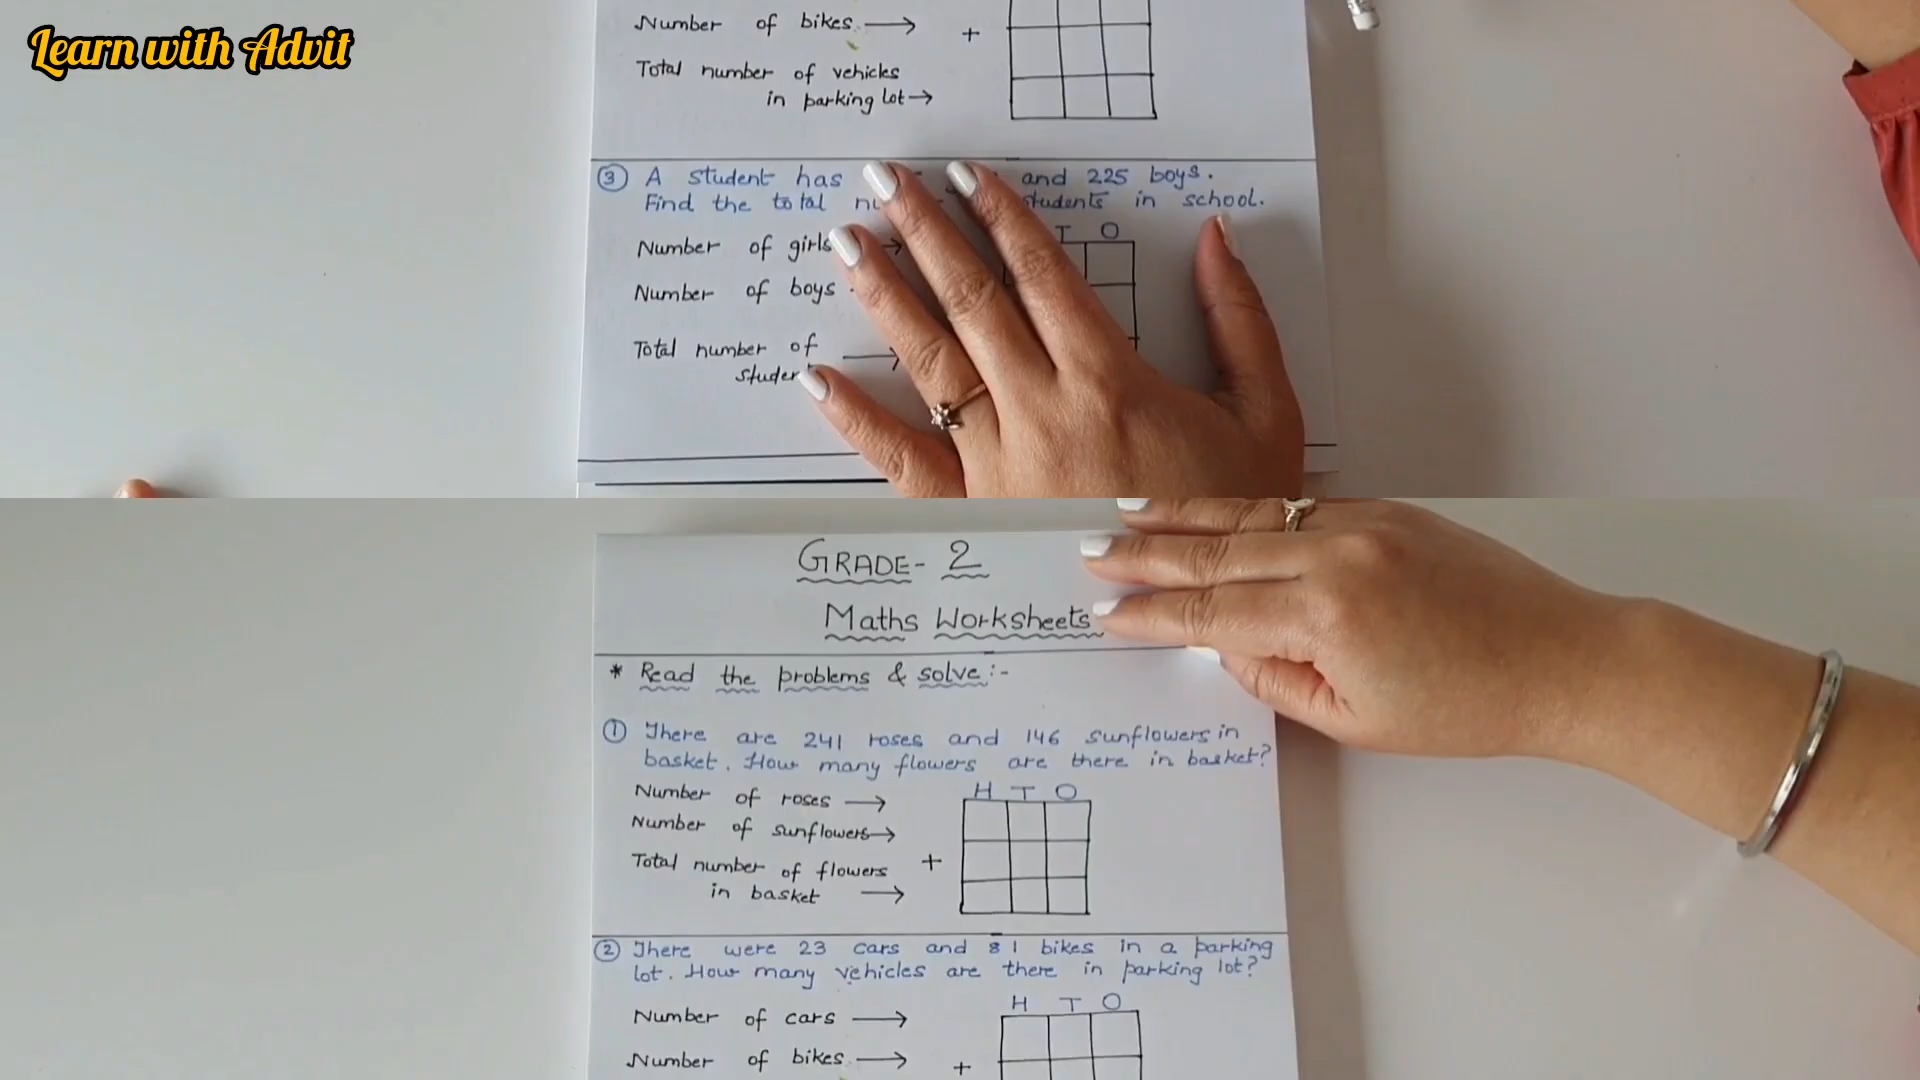 Learn with Advit
Number of bikes →
+
Total number of vehicles
in parking lot →
3 A student has and 225 boys.
Find the total students in school.
T O
Number of girls →
Number of boys
Total number of →
GRADE- 2
Maths Worksheets
* Read the problems & solve :-
1 There are 241 roses and 146 sunflowers in
basket. How many flowers are there in basket?
H T O
Number of roses →
Number of sunflowers →
+
Total number of flowers
in basket →
2 There were 23 cars and 81 bikes in a parking
lot. How many vehicles are there in parking lot?
H T O
Number of cars →
Number of bikes →
+